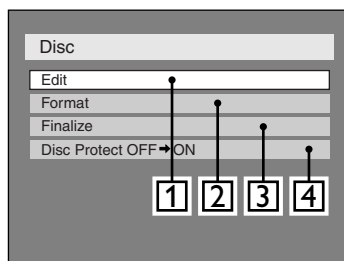 Disc
Edit
Format
Finalize
Disc Protect OFF➡ON
1 2 3 4